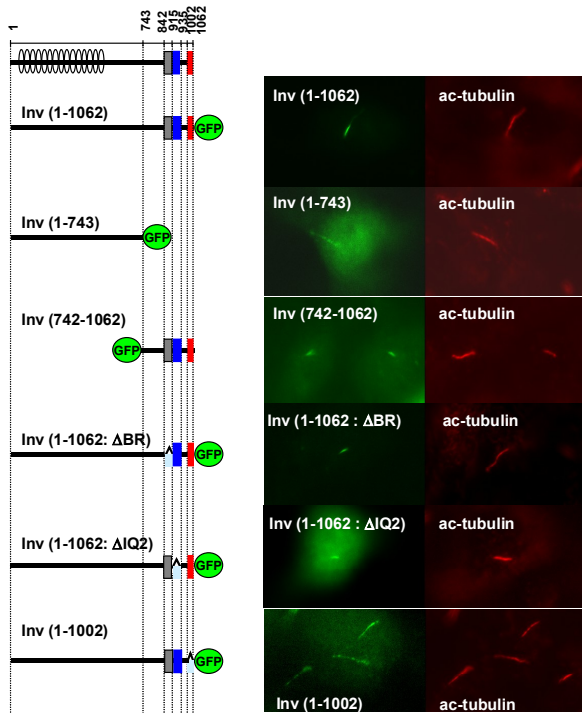 1 743 842 915 935 1002 1062
Inv (1-1062)
GFP
Inv (1-743)
GFP
Inv (742-1062)
GFP
Inv (1-1062: ΔBR)
GFP
Inv (1-1062: ΔIQ2)
GFP
Inv (1-1002)
GFP
Inv (1-1062) ac-tubulin
Inv (1-743) ac-tubulin
Inv (742-1062) ac-tubulin
Inv (1-1062 : ΔBR) ac-tubulin
Inv (1-1062 : ΔIQ2) ac-tubulin
Inv (1-1002) ac-tubulin